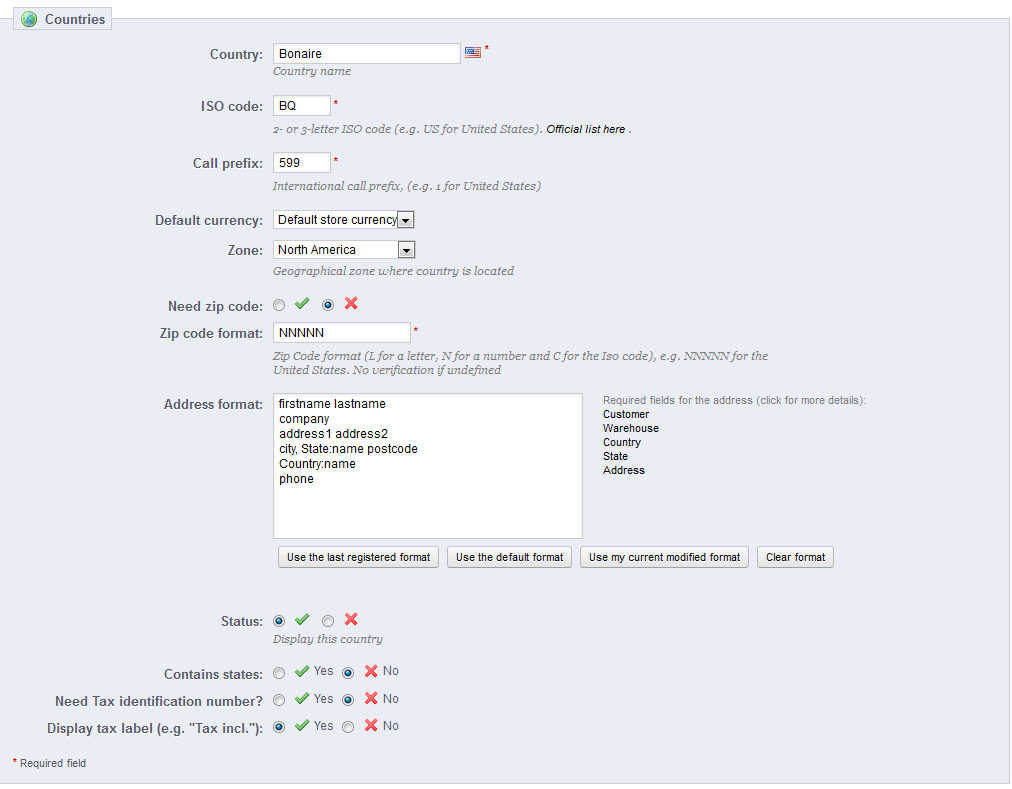 Countries
Country: Bonaire *
Country name
ISO code: BQ *
2- or 3-letter ISO code (e.g. US for United States). Official list here .
Call prefix: 599 *
International call prefix, (e.g. 1 for United States)
Default currency: Default store currency
Zone: North America
Geographical zone where country is located
Need zip code:
Zip code format: NNNNN *
Zip Code format (L for a letter, N for a number and C for the Iso code), e.g. NNNNN for the
United States. No verification if undefined
Address format:
firstname lastname
company
address1 address2
city, State:name postcode
Country:name
phone
Required fields for the address (click for more details):
Customer
Warehouse
Country
State
Address
Use the last registered format Use the default format Use my current modified format Clear format
Status:
Display this country
Contains states: Yes No
Need Tax identification number? Yes No
Display tax label (e.g. "Tax incl."): Yes No
* Required field